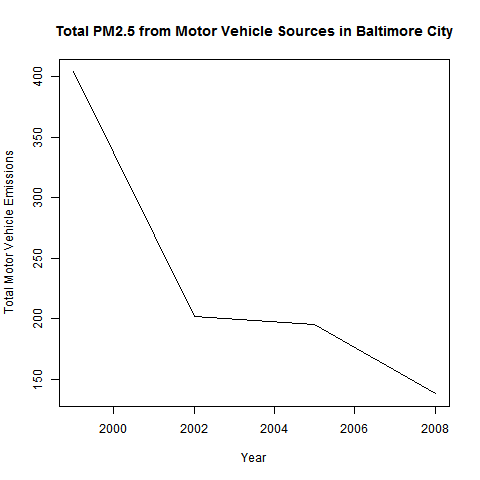 Total PM2.5 from Motor Vehicle Sources in Baltimore City
Total Motor Vehicle Emissions
400
350
300
250
200
150
2000 2002 2004 2006 2008
Year